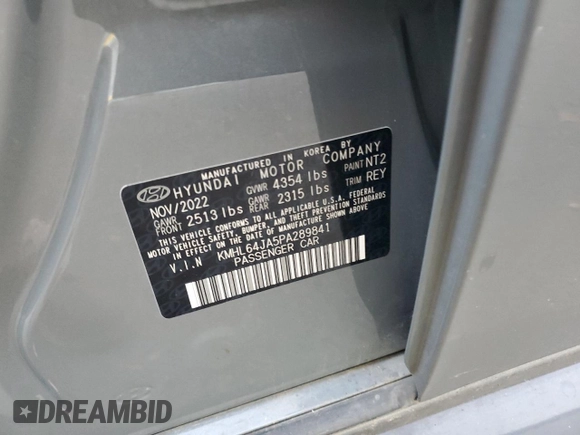 MANUFACTURED IN KOREA BY
HYUNDAI MOTOR COMPANY
NOV/2022 GVWR 4354 lbs PAINT NT2
GAWR FRONT 2513 lbs GAWR REAR 2315 lbs TRIM REY
THIS VEHICLE CONFORMS TO ALL APPLICABLE U.S.A. FEDERAL
MOTOR VEHICLE SAFETY, BUMPER, AND THEFT PREVENTION STANDARDS
IN EFFECT ON THE DATE OF MANUFACTURE SHOWN ABOVE.
V.I.N KMHL64JA5PA289841
PASSENGER CAR
DREAMBID